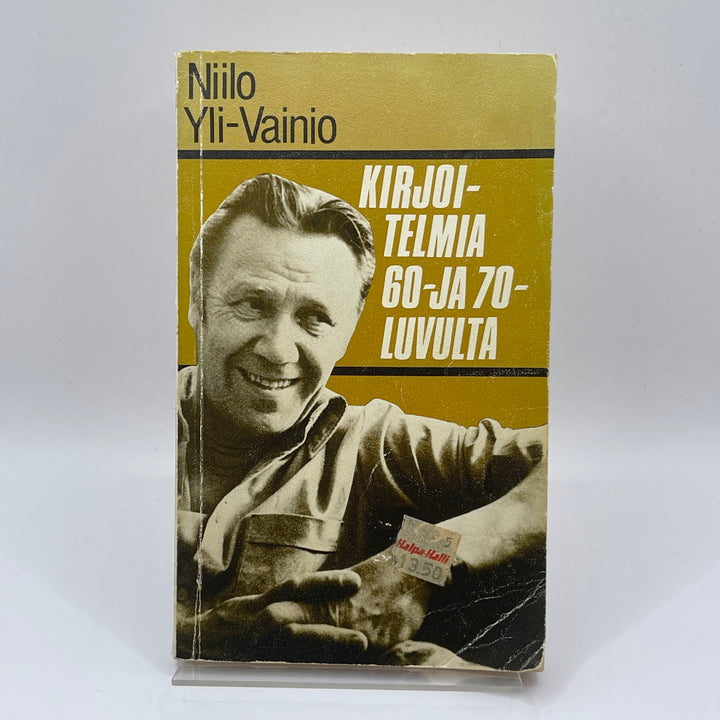 Niilo
Yli-Vainio
KIRJOI-
TELMIA
60-JA 70-
LUVULTA
Halpa-Halli
13.50